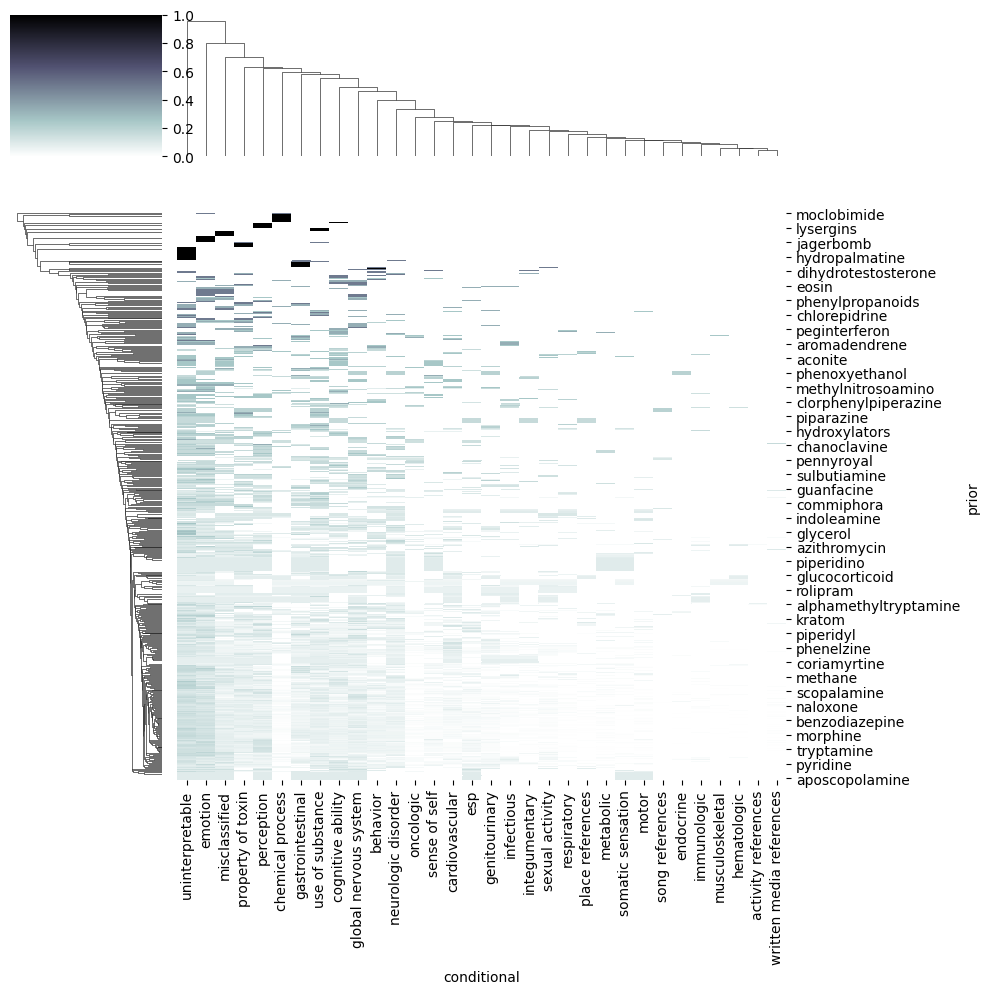 1.0
0.8
0.6
0.4
0.2
0.0
moclobimide
lysergins
jagerbomb
hydropalmatine
dihydrotestosterone
eosin
phenylpropanoids
chlorepidrine
peginterferon
aromadendrene
aconite
phenoxyethanol
methylnitrosoamino
clorphenylpiperazine
piparazine
hydroxylators
chanoclavine
pennyroyal
sulbutiamine
guanfacine
commiphora
indoleamine
glycerol
azithromycin
piperidino
glucocorticoid
rolipram
alphamethyltryptamine
kratom
piperidyl
phenelzine
coriamyrtine
methane
scopalamine
naloxone
benzodiazepine
morphine
tryptamine
pyridine
aposcopolamine
prior
uninterpretable
emotion
misclassified
property of toxin
perception
chemical process
gastrointestinal
use of substance
cognitive ability
global nervous system
behavior
neurologic disorder
oncologic
sense of self
cardiovascular
esp
genitourinary
infectious
integumentary
sexual activity
respiratory
place references
metabolic
somatic sensation
motor
song references
endocrine
immunologic
musculoskeletal
hematologic
activity references
written media references
conditional